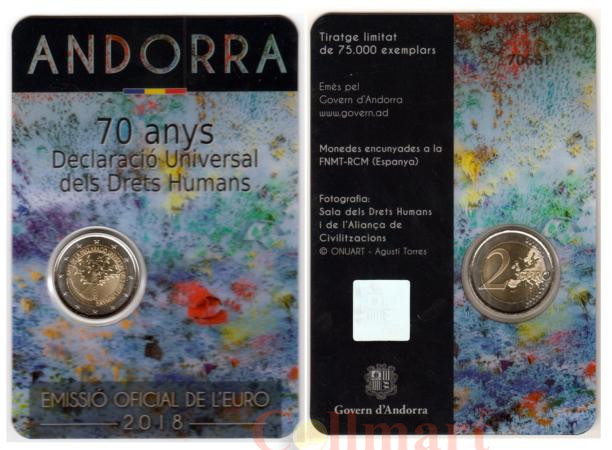 ANDORRA
70 anys
Declaració Universal
dels Drets Humans
EMISSIÓ OFICIAL DE L'EURO
2018
Tiratge limitat
de 75.000 exemplars
Emès pel
Govern d'Andorra
www.govern.ad
Monedes encunyades a la
FNMT-RCM (Espanya)
Fotografia:
Sala dels Drets Humans
i de l'Aliança de
Civilitzacions
© ONUART - Agustí Torres
Govern d'Andorra
2 EURO